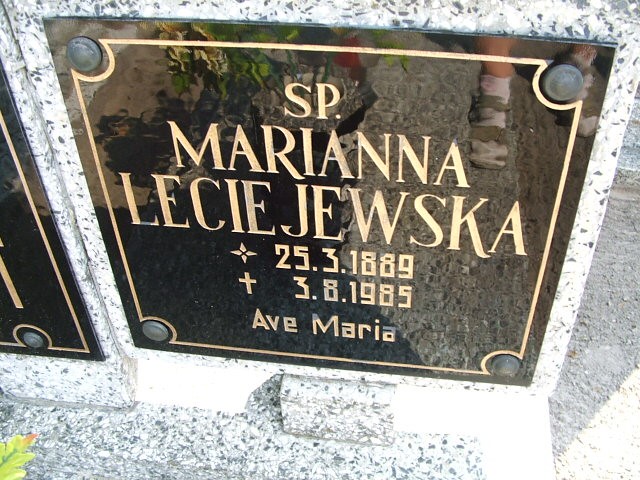 SP.
MARIANNA
LECIEJEWSKA
25.3.1889
3.8.1985
Ave Maria